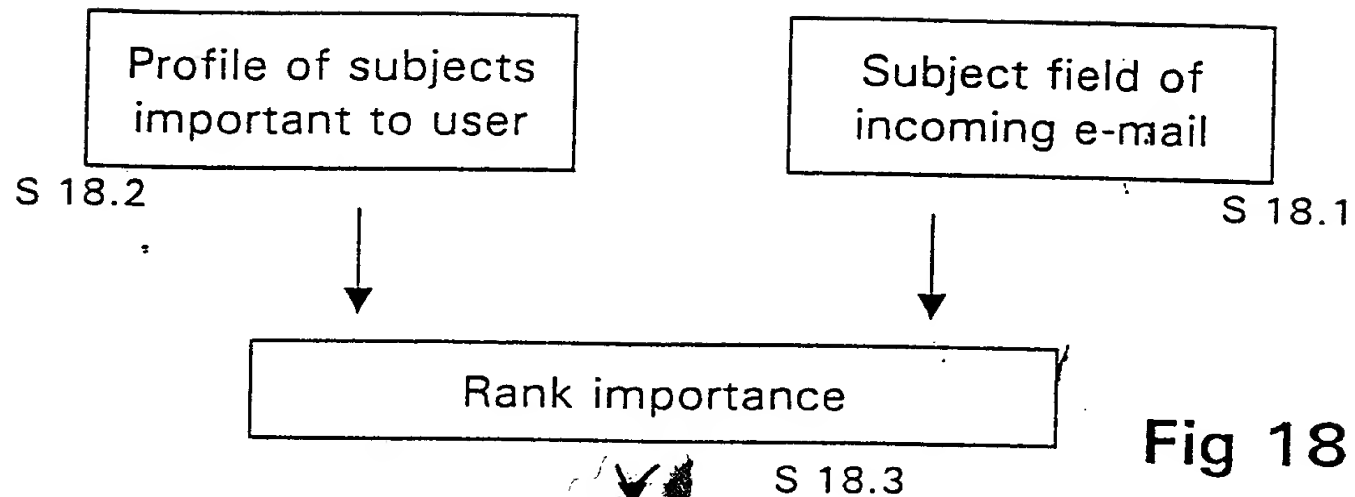 Profile of subjects
important to user
S 18.2
Subject field of
incoming e-mail
S 18.1
Rank importance
S 18.3
Fig 18